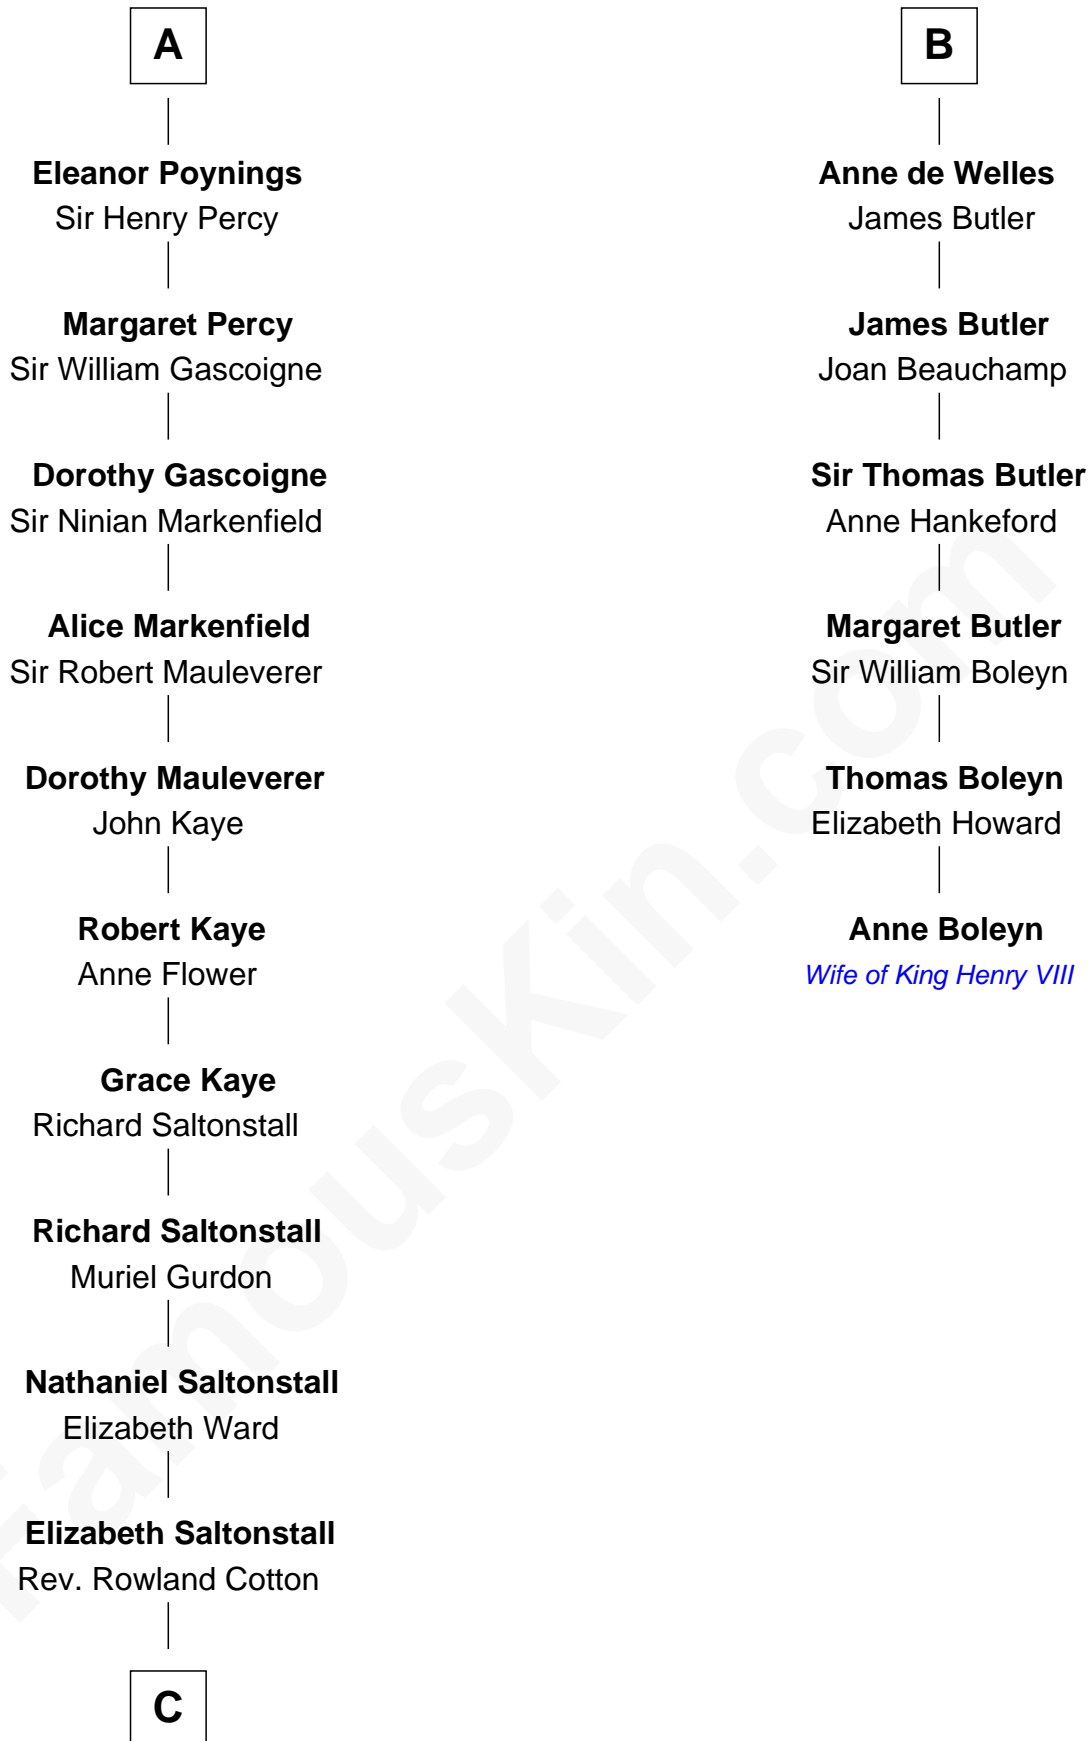 A
Eleanor Poynings
Sir Henry Percy
Margaret Percy
Sir William Gascoigne
Dorothy Gascoigne
Sir Ninian Markenfield
Alice Markenfield
Sir Robert Mauleverer
Dorothy Mauleverer
John Kaye
Robert Kaye
Anne Flower
Grace Kaye
Richard Saltonstall
Richard Saltonstall
Muriel Gurdon
Nathaniel Saltonstall
Elizabeth Ward
Elizabeth Saltonstall
Rev. Rowland Cotton
C
B
Anne de Welles
James Butler
James Butler
Joan Beauchamp
Sir Thomas Butler
Anne Hankeford
Margaret Butler
Sir William Boleyn
Thomas Boleyn
Elizabeth Howard
Anne Boleyn
Wife of King Henry VIII
FamousKin.com